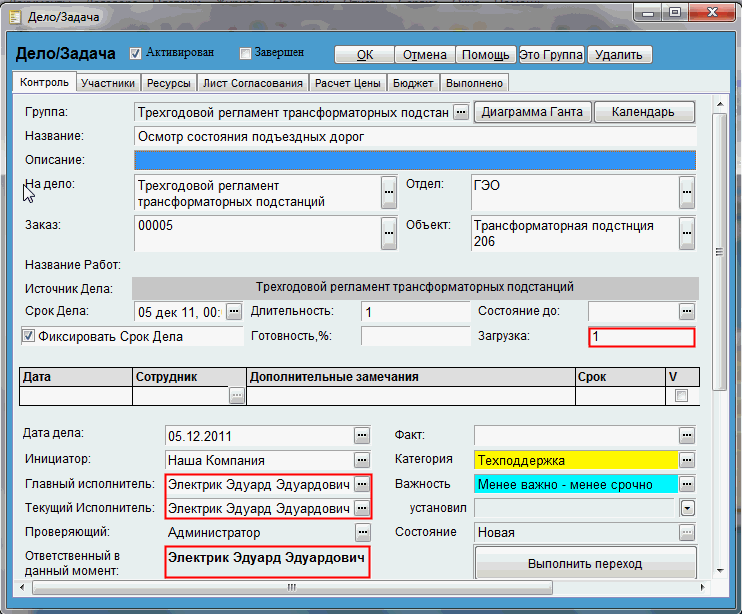 Дело/Задача
Дело/Задача Активирован Завершен OK Отмена Помощь Это Группа Удалить
Контроль Участники Ресурсы Лист Согласования Расчет Цены Бюджет Выполнено
Группа: Трехгодовой регламент трансформаторных подстан ... Диаграмма Ганта Календарь
Название: Осмотр состояния подъездных дорог
Описание:
На дело: Трехгодовой регламент трансформаторных подстанций ... Отдел: ГЭО ...
Заказ: 00005 ... Объект: Трансформаторная подстнция 206 ...
Название Работ:
Источник Дела: Трехгодовой регламент трансформаторных подстанций
Срок Дела: 05 дек 11, 00: ... Длительность: 1 Состояние до: ...
Фиксировать Срок Дела Готовность,%: Загрузка: 1
Дата Сотрудник Дополнительные замечания Срок V
...
Дата дела: 05.12.2011 ... Факт: ...
Инициатор: Наша Компания ... Категория Техподдержка ...
Главный исполнитель: Электрик Эдуард Эдуардович ... Важность Менее важно - менее срочно ...
Текущий Исполнитель: Электрик Эдуард Эдуардович ... установил
Проверяющий: Администратор ... Состояние Новая ...
Ответственный в данный момент: Электрик Эдуард Эдуардович Выполнить переход